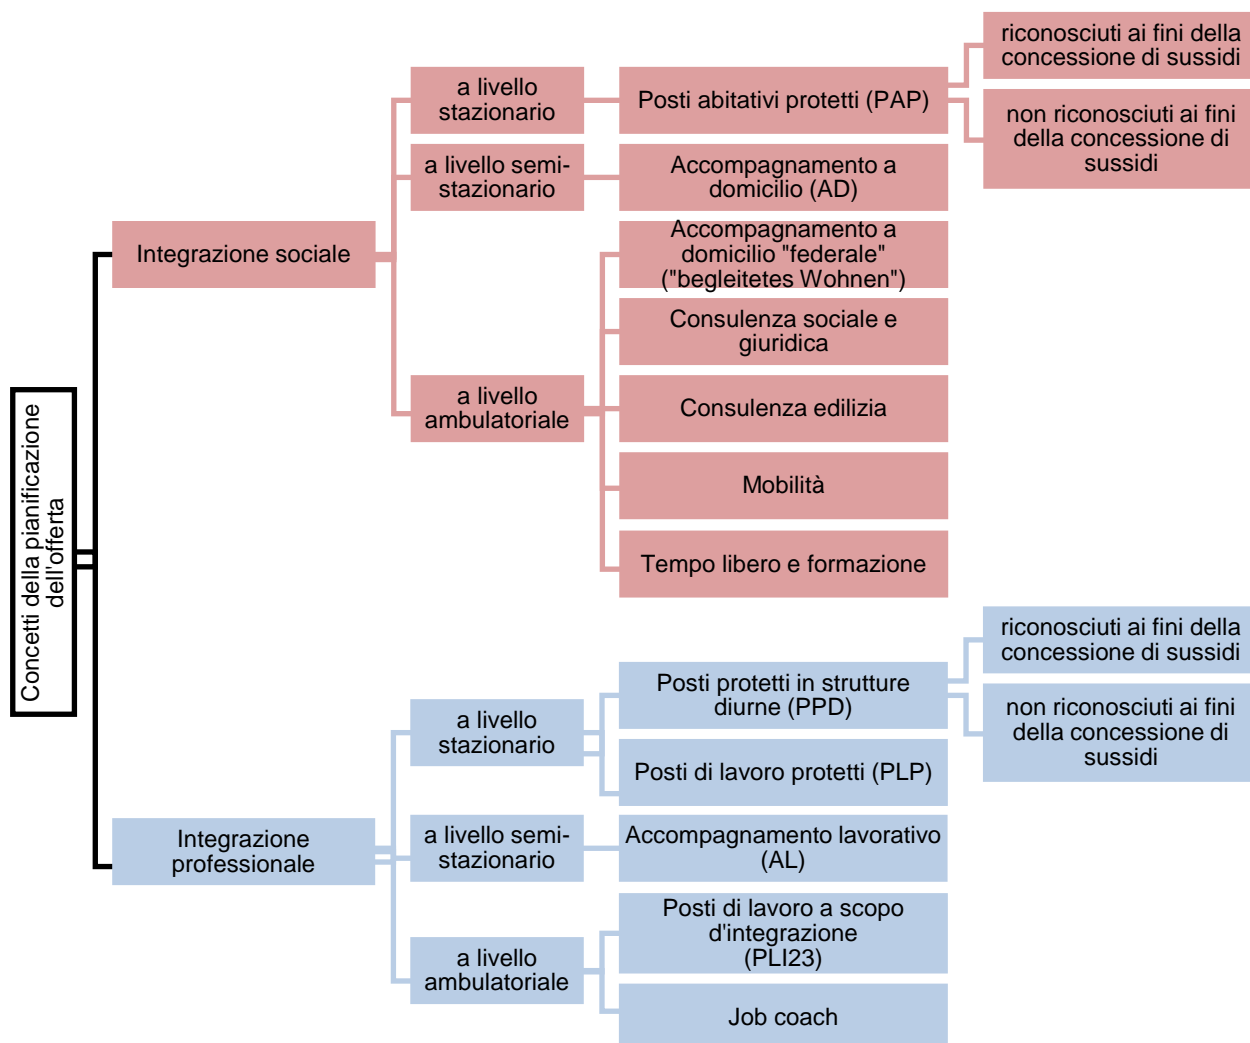 Concetti della pianificazione
dell'offerta
Integrazione sociale
a livello
stazionario
Posti abitativi protetti (PAP)
riconosciuti ai fini della
concessione di sussidi
non riconosciuti ai fini
della concessione di
sussidi
a livello semi-
stazionario
Accompagnamento a
domicilio (AD)
a livello
ambulatoriale
Accompagnamento a
domicilio "federale"
("begleitetes Wohnen")
Consulenza sociale e
giuridica
Consulenza edilizia
Mobilità
Tempo libero e formazione
Integrazione
professionale
a livello
stazionario
Posti protetti in strutture
diurne (PPD)
riconosciuti ai fini della
concessione di sussidi
non riconosciuti ai fini
della concessione di
sussidi
Posti di lavoro protetti (PLP)
a livello semi-
stazionario
Accompagnamento lavorativo
(AL)
a livello
ambulatoriale
Posti di lavoro a scopo
d'integrazione
(PLI23)
Job coach